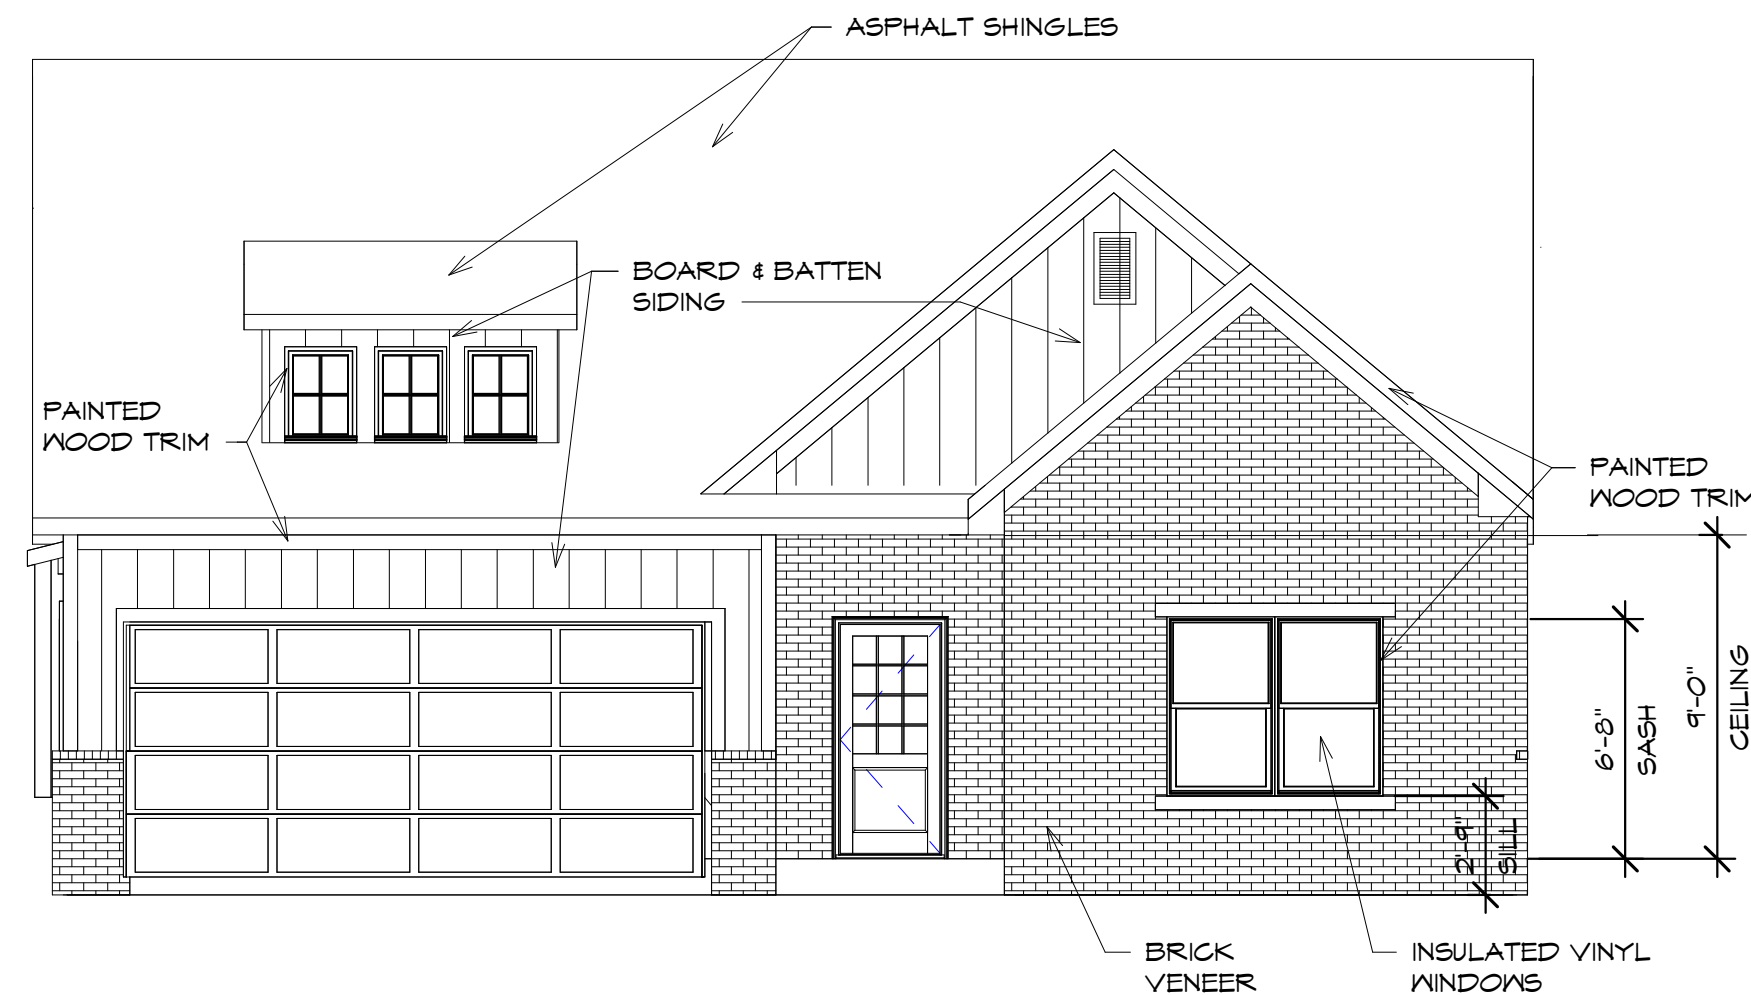 ASPHALT SHINGLES
BOARD & BATTEN
SIDING
PAINTED
WOOD TRIM
PAINTED
WOOD TRIM
6'-8"
SASH
9'-0"
CEILING
2'-9"
SILL
BRICK
VENEER
INSULATED VINYL
WINDOWS